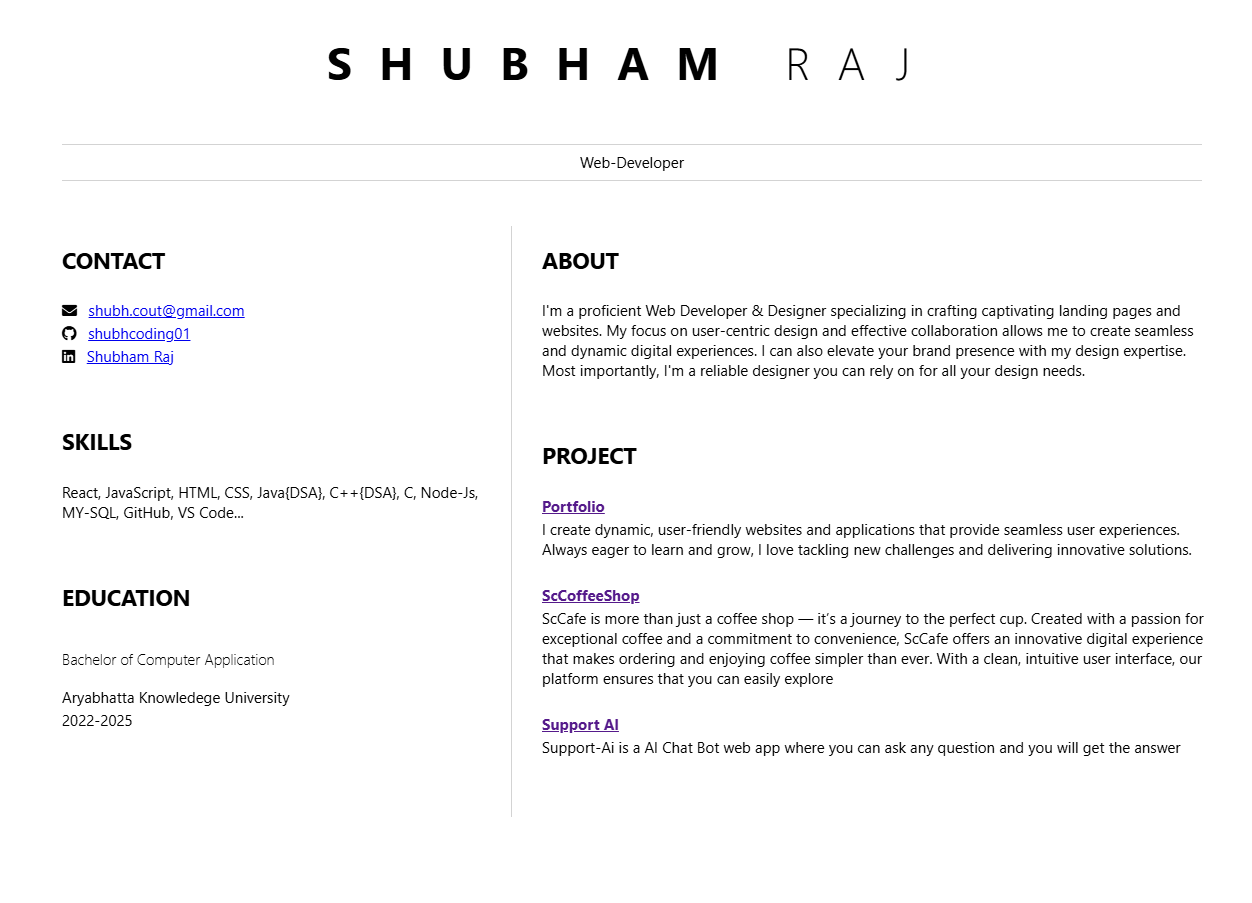 SHUBHAM RAJ
Web-Developer
CONTACT
shubh.cout@gmail.com
shubhcoding01
Shubham Raj
SKILLS
React, JavaScript, HTML, CSS, Java{DSA}, C++{DSA}, C, Node-Js,
MY-SQL, GitHub, VS Code...
EDUCATION
Bachelor of Computer Application
Aryabhatta Knowledege University
2022-2025
ABOUT
I'm a proficient Web Developer & Designer specializing in crafting captivating landing pages and
websites. My focus on user-centric design and effective collaboration allows me to create seamless
and dynamic digital experiences. I can also elevate your brand presence with my design expertise.
Most importantly, I'm a reliable designer you can rely on for all your design needs.
PROJECT
Portfolio
I create dynamic, user-friendly websites and applications that provide seamless user experiences.
Always eager to learn and grow, I love tackling new challenges and delivering innovative solutions.
ScCoffeeShop
ScCafe is more than just a coffee shop — it’s a journey to the perfect cup. Created with a passion for
exceptional coffee and a commitment to convenience, ScCafe offers an innovative digital experience
that makes ordering and enjoying coffee simpler than ever. With a clean, intuitive user interface, our
platform ensures that you can easily explore
Support AI
Support-Ai is a AI Chat Bot web app where you can ask any question and you will get the answer